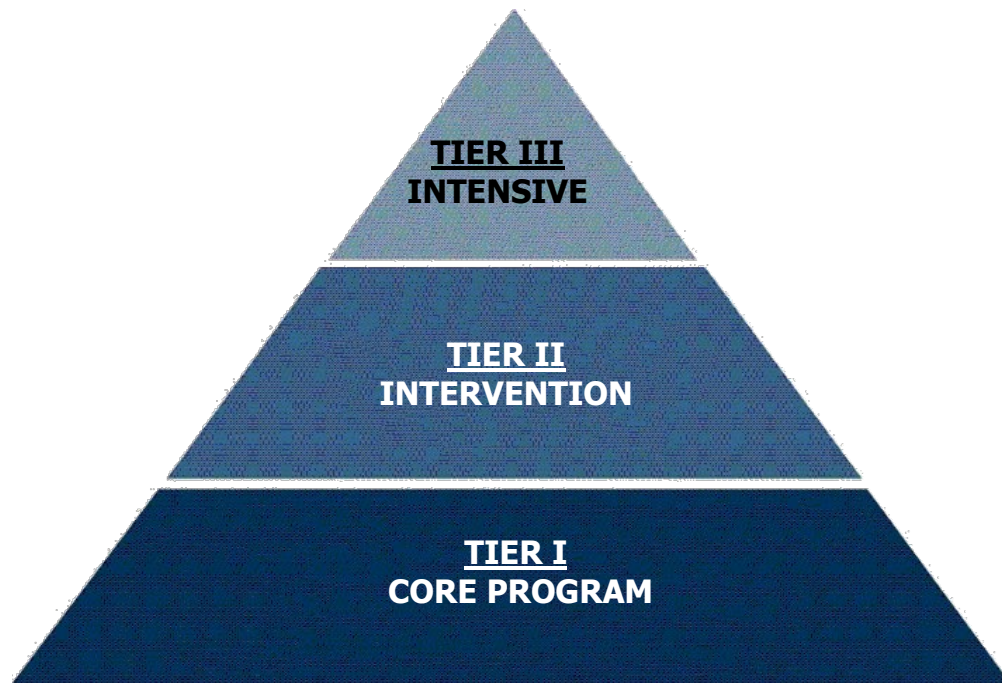 TIER III
INTENSIVE
TIER II
INTERVENTION
TIER I
CORE PROGRAM